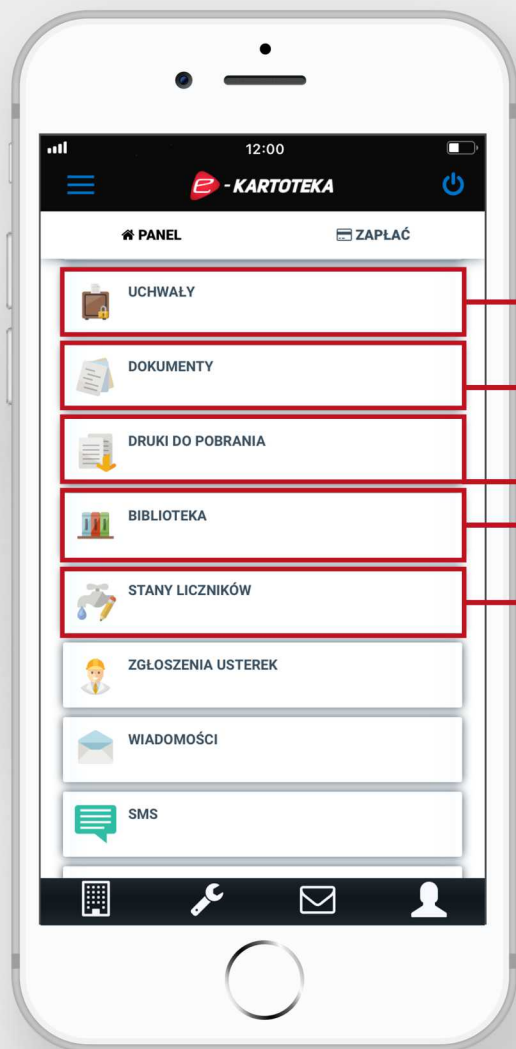 12:00
e - KARTOTEKA
PANEL ZAPŁAĆ
UCHWAŁY
DOKUMENTY
DRUKI DO POBRANIA
BIBLIOTEKA
STANY LICZNIKÓW
ZGŁOSZENIA USTEREK
WIADOMOŚCI
SMS